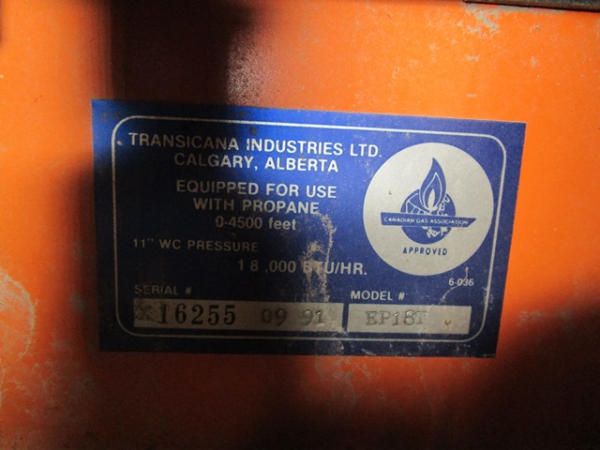 TRANSICANA INDUSTRIES LTD.
CALGARY, ALBERTA
EQUIPPED FOR USE
WITH PROPANE
0-4500 feet
11" WC PRESSURE
18,000 BTU/HR.
CANADIAN GAS ASSOCIATION
APPROVED
6-036
SERIAL #
X16255 09 91
MODEL #
EP18T